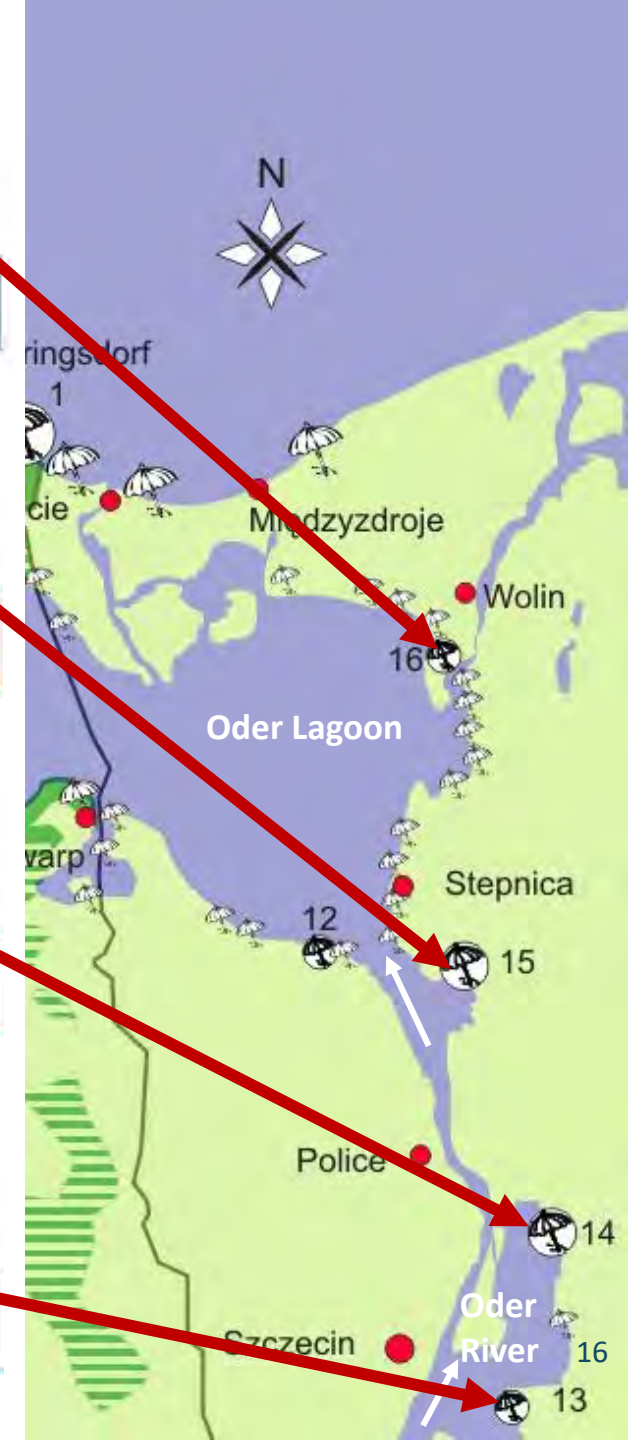 N
ringsdorf
1
cie
Międzyzdroje
Wolin
16
Oder Lagoon
warp
Stepnica
12
15
Police
14
Oder
River
16
Szczecin
13